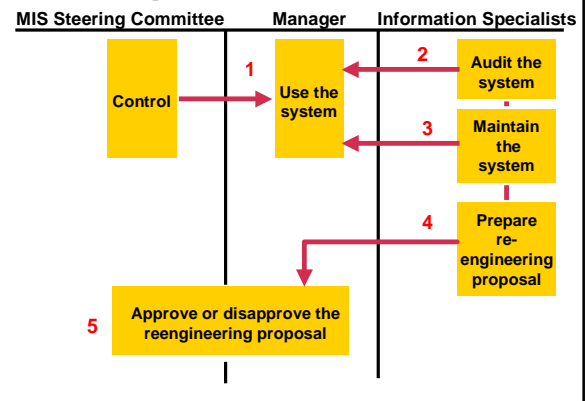 MIS Steering Committee
Manager
Information Specialists
1
2
Audit the
system
Control
Use the
system
3
Maintain
the
system
4
Prepare
re-
engineering
proposal
5
Approve or disapprove the
reengineering proposal